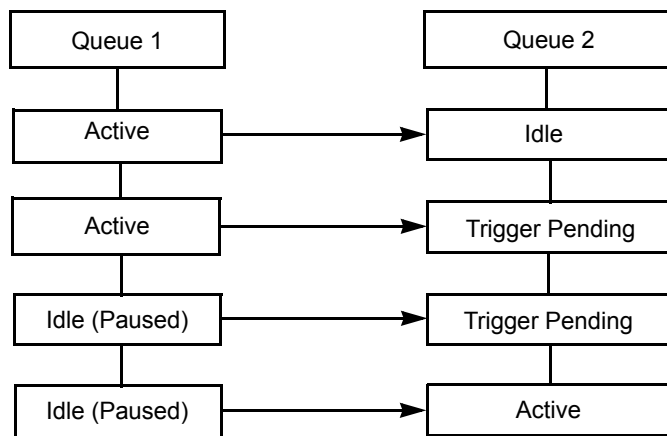 Queue 1
Queue 2
Active
Idle
Active
Trigger Pending
Idle (Paused)
Trigger Pending
Idle (Paused)
Active